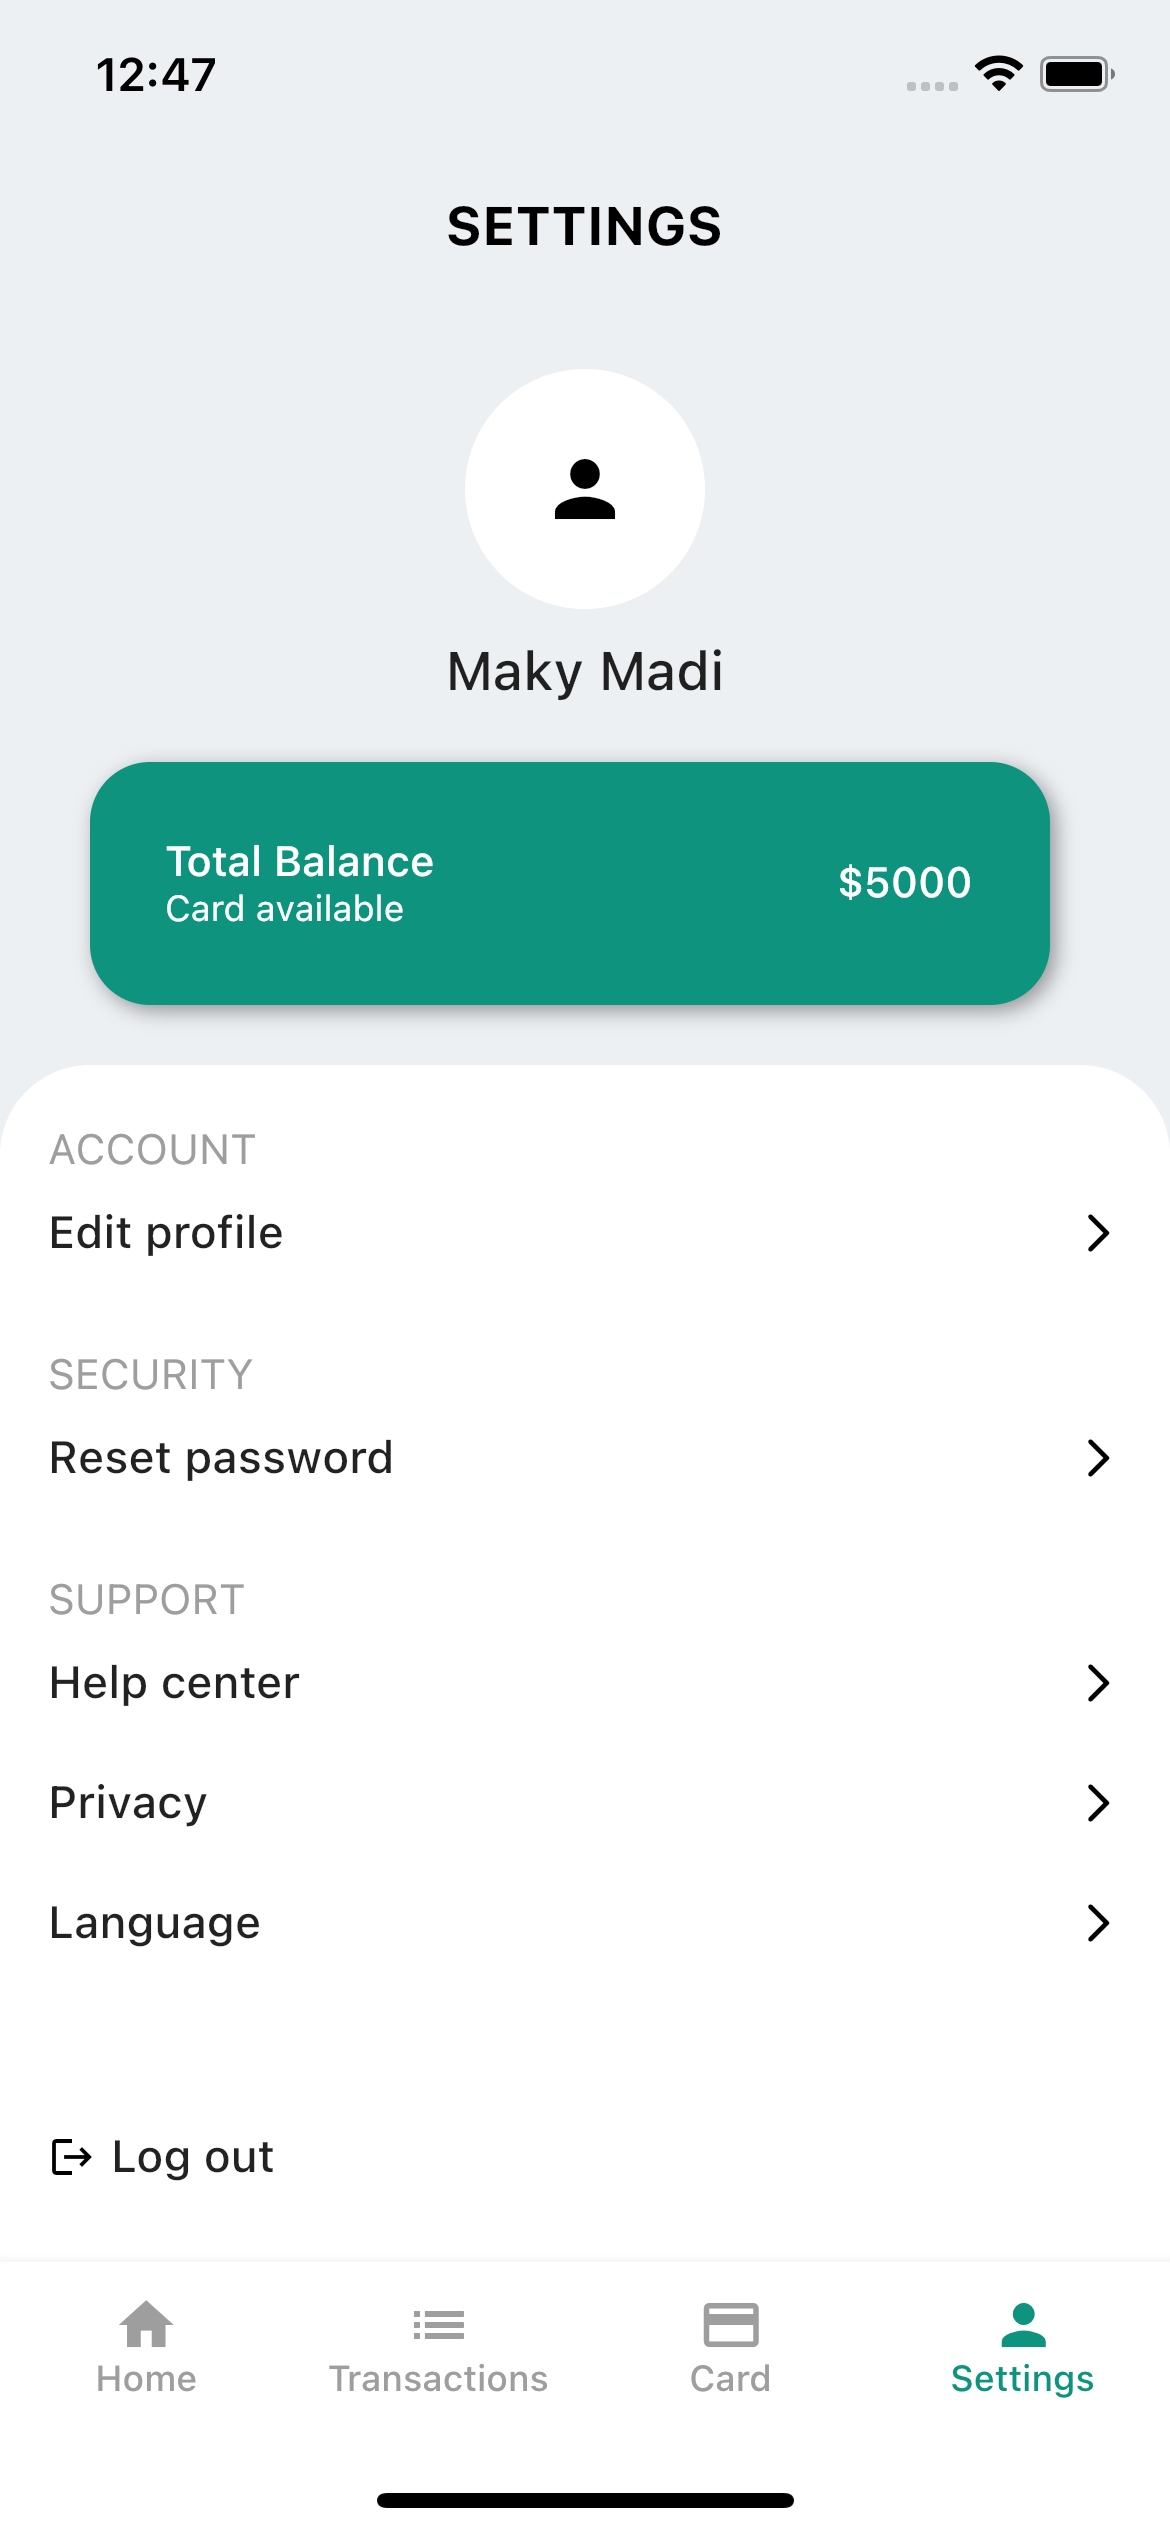 12:47
SETTINGS
Maky Madi
Total Balance
Card available
$5000
ACCOUNT
Edit profile
SECURITY
Reset password
SUPPORT
Help center
Privacy
Language
Log out
Home
Transactions
Card
Settings